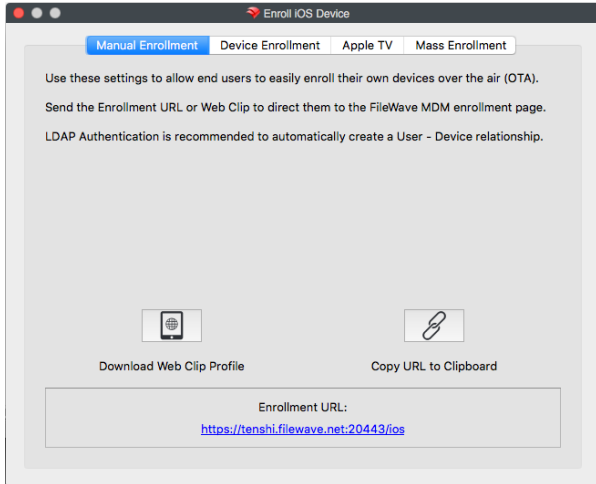 Enroll iOS Device
Manual Enrollment Device Enrollment Apple TV Mass Enrollment
Use these settings to allow end users to easily enroll their own devices over the air (OTA).
Send the Enrollment URL or Web Clip to direct them to the FileWave MDM enrollment page.
LDAP Authentication is recommended to automatically create a User - Device relationship.
Download Web Clip Profile Copy URL to Clipboard
Enrollment URL:
https://tenshi.filewave.net:20443/ios